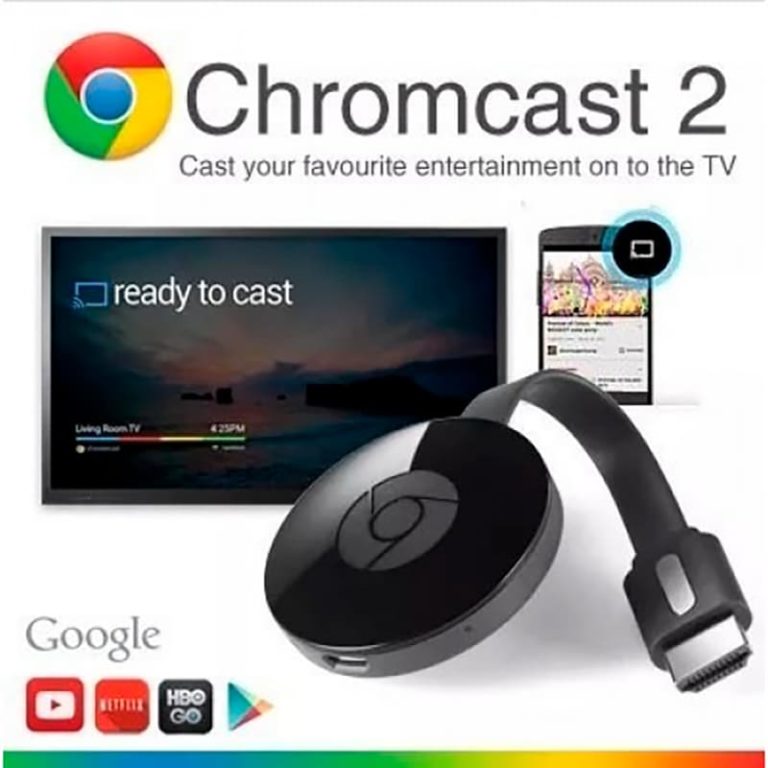 Chromcast 2
Cast your favourite entertainment on to the TV
ready to cast
Living Room TV 4:25PM
Google
NETFLIX
HBO
GO